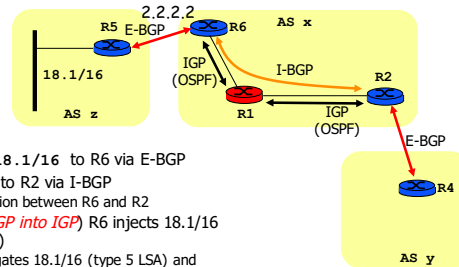 2.2.2.2
R5
E-BGP
R6
AS x
18.1/16
IGP
(OSPF)
I-BGP
R2
AS z
R1
IGP
(OSPF)
E-BGP
8.1/16 to R6 via E-BGP
to R2 via I-BGP
ion between R6 and R2
GP into IGP) R6 injects 18.1/16
)
gates 18.1/16 (type 5 LSA) and
R4
AS y